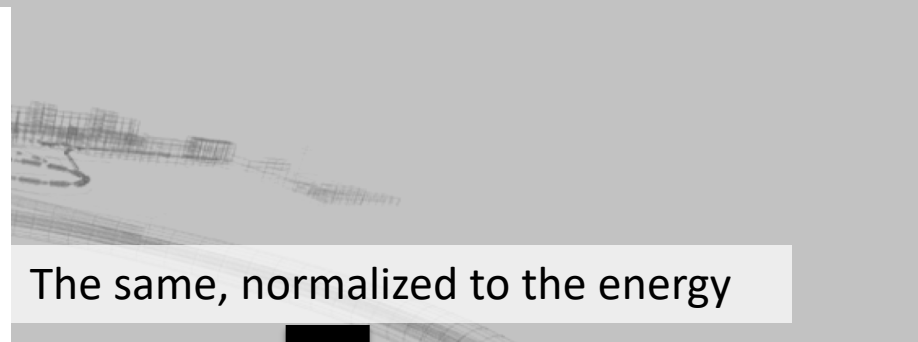 The same, normalized to the energy